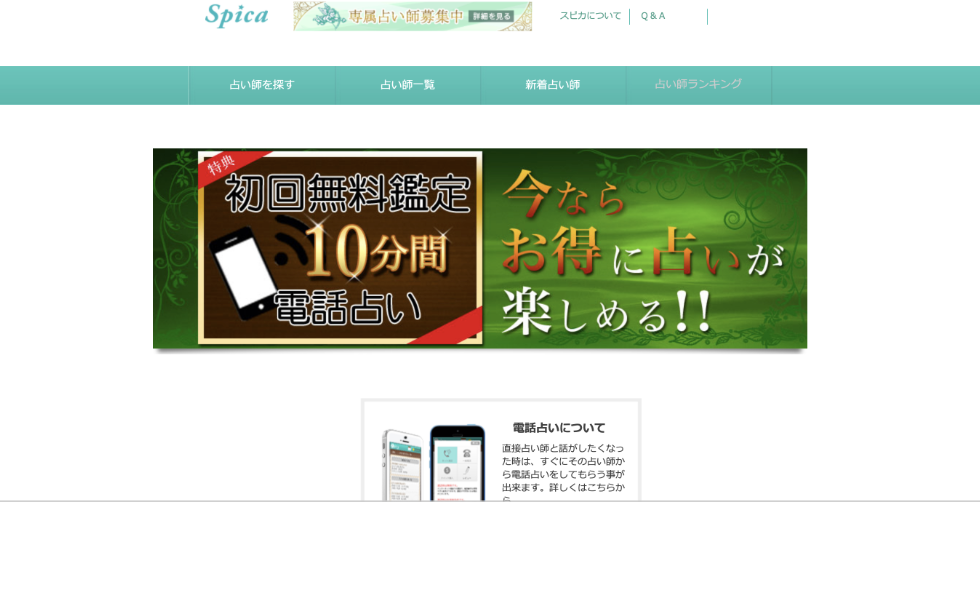 Spica
専属占い師募集中
詳細を見る
スピカについて
Q & A
占い師を探す
占い師一覧
新着占い師
占い師ランキング
特典
初回無料鑑定
10分間
電話占い
今なら
お得に占いが
楽しめる!!
電話占いについて
直接占い師と話がしたくなっ
た時は、すぐにその占い師か
ら電話占いをしてもらう事が
出来ます。詳しくはこちらか